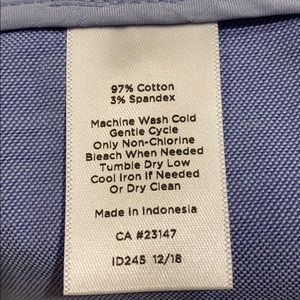 97% Cotton
3% Spandex
Machine Wash Cold
Gentle Cycle
Only Non-Chlorine
Bleach When Needed
Tumble Dry Low
Cool Iron If Needed
Or Dry Clean
Made In Indonesia
CA #23147
ID245 12/18